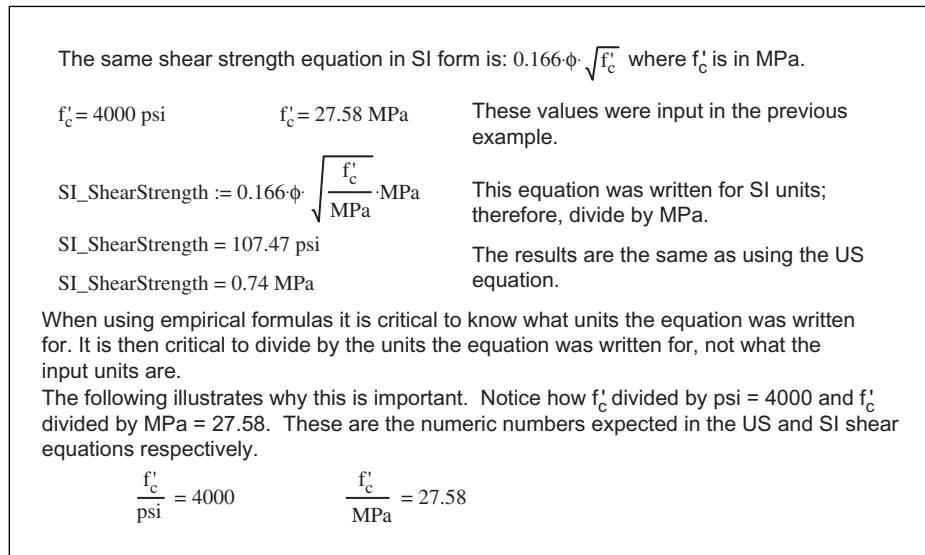 The same shear strength equation in SI form is: 0.166·ϕ·√f'c where f'c is in MPa.
f'c = 4000 psi f'c = 27.58 MPa These values were input in the previous
example.
SI_ShearStrength := 0.166·ϕ·√(f'c/MPa)·MPa This equation was written for SI units;
therefore, divide by MPa.
SI_ShearStrength = 107.47 psi The results are the same as using the US
SI_ShearStrength = 0.74 MPa equation.
When using empirical formulas it is critical to know what units the equation was written
for. It is then critical to divide by the units the equation was written for, not what the
input units are.
The following illustrates why this is important. Notice how f'c divided by psi = 4000 and f'c
divided by MPa = 27.58. These are the numeric numbers expected in the US and SI shear
equations respectively.
f'c/psi = 4000 f'c/MPa = 27.58